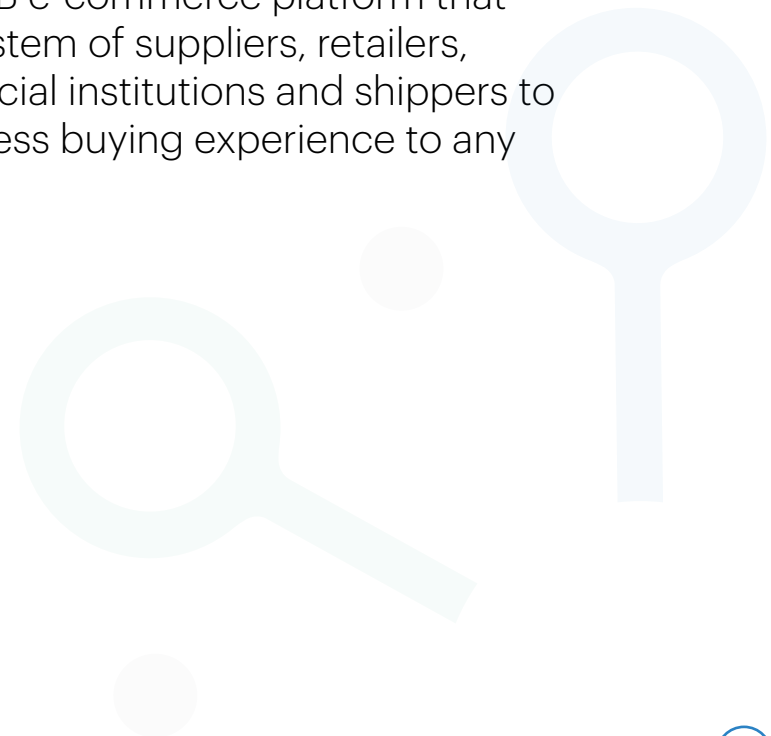 B e-commerce platform that
stem of suppliers, retailers,
cial institutions and shippers to
ess buying experience to any